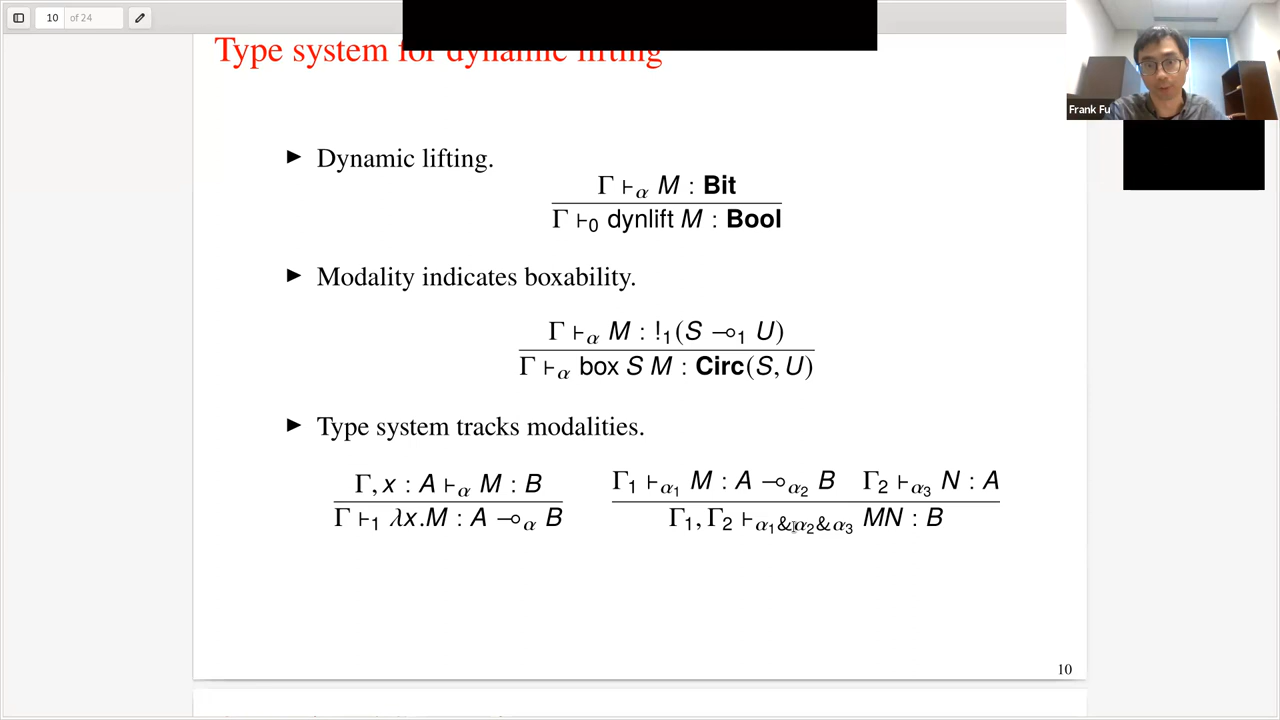 10 of 24
Type system for dynamic lifting
Frank Fu
▶ Dynamic lifting.
Γ ⊢α M : Bit
Γ ⊢0 dynlift M : Bool
▶ Modality indicates boxability.
Γ ⊢α M : !1(S ⊸1 U)
Γ ⊢α box S M : Circ(S, U)
▶ Type system tracks modalities.
Γ, x : A ⊢α M : B
Γ ⊢1 λx.M : A ⊸α B
Γ1 ⊢α1 M : A ⊸α2 B Γ2 ⊢α3 N : A
Γ1, Γ2 ⊢α1&α2&α3 MN : B
10